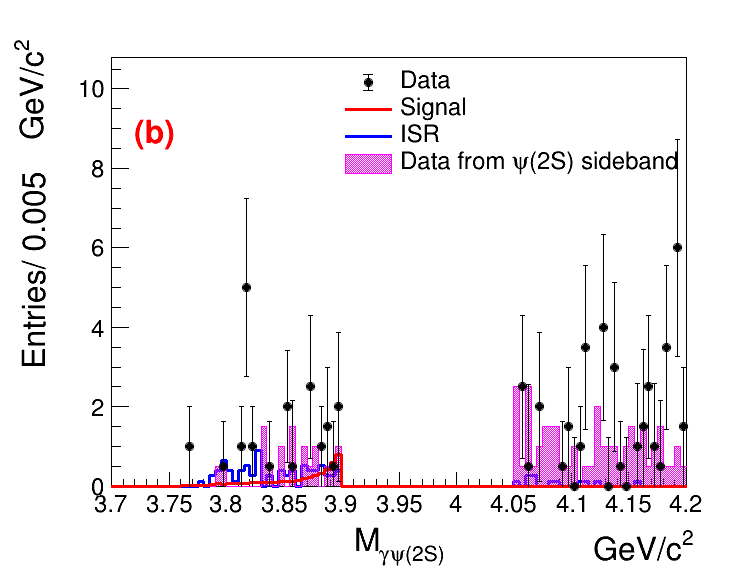 Entries/ 0.005 GeV/c²
10
8
6
4
2
0
(b)
Data
Signal
ISR
Data from ψ(2S) sideband
3.7 3.75 3.8 3.85 3.9 3.95 4 4.05 4.1 4.15 4.2
M_γψ(2S)
GeV/c²